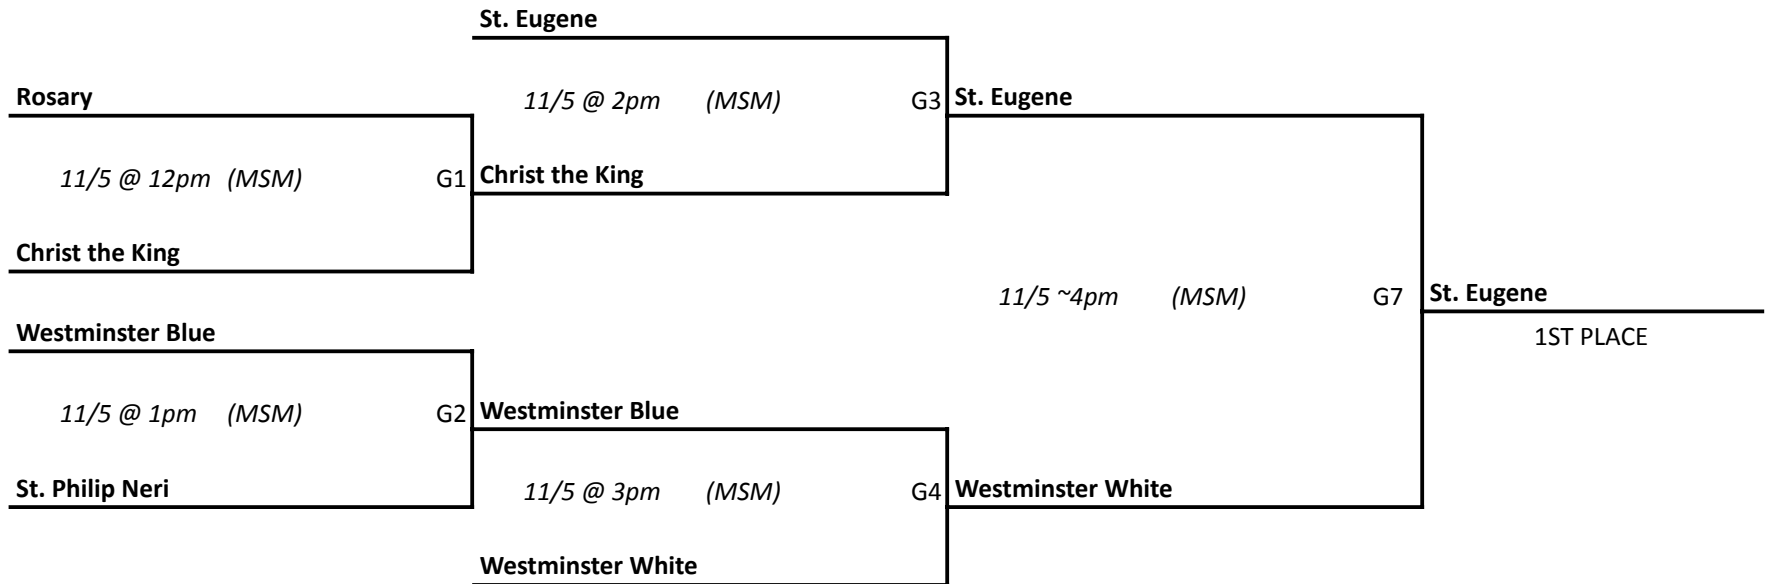 St. Eugene
Rosary
11/5 @ 2pm (MSM) G3
St. Eugene
11/5 @ 12pm (MSM) G1
Christ the King
Christ the King
11/5 ~4pm (MSM) G7
St. Eugene
Westminster Blue
1ST PLACE
11/5 @ 1pm (MSM) G2
Westminster Blue
St. Philip Neri
11/5 @ 3pm (MSM) G4
Westminster White
Westminster White